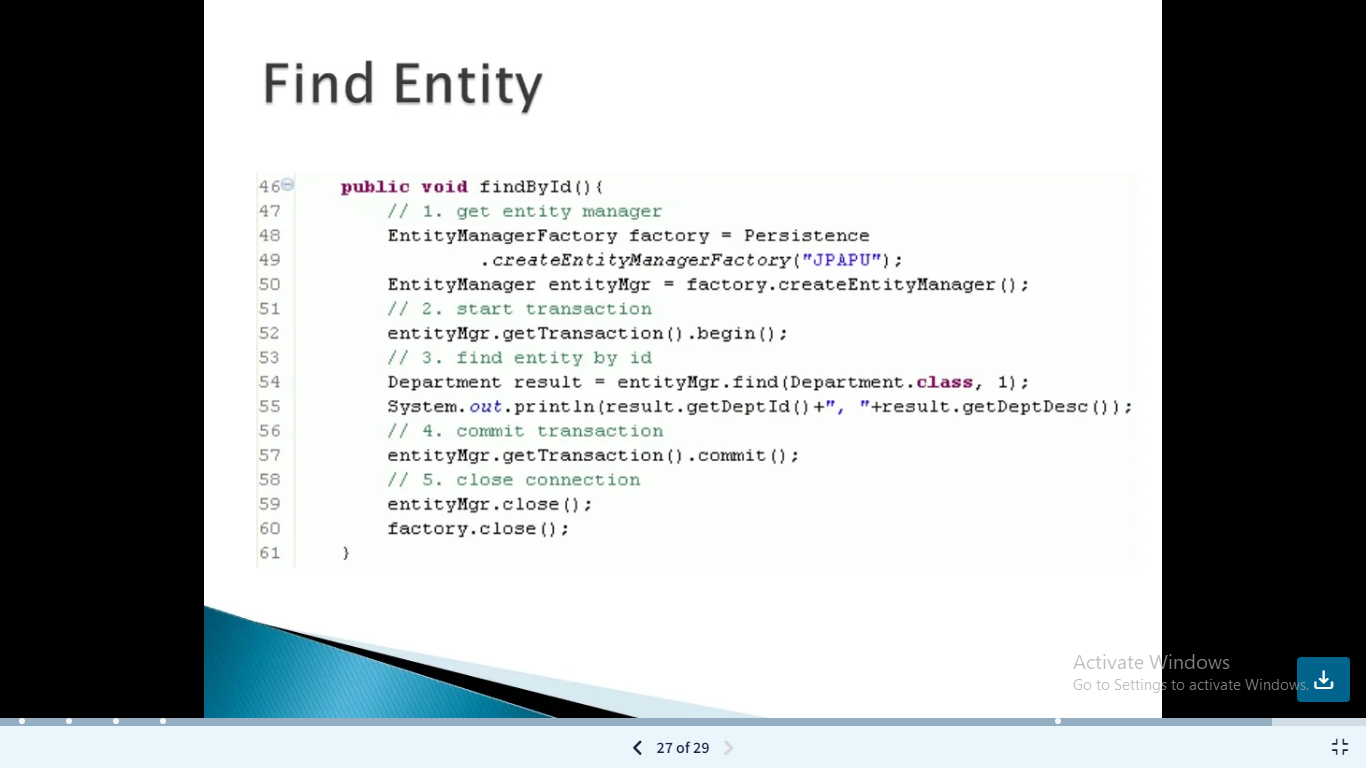 Find Entity
46 public void findById(){
47 // 1. get entity manager
48 EntityManagerFactory factory = Persistence
49 .createEntityManagerFactory("JPAPU");
50 EntityManager entityMgr = factory.createEntityManager();
51 // 2. start transaction
52 entityMgr.getTransaction().begin();
53 // 3. find entity by id
54 Department result = entityMgr.find(Department.class, 1);
55 System.out.println(result.getDeptId()+", "+result.getDeptDesc());
56 // 4. commit transaction
57 entityMgr.getTransaction().commit();
58 // 5. close connection
59 entityMgr.close();
60 factory.close();
61 }
Activate Windows
Go to Settings to activate Windows.
27 of 29